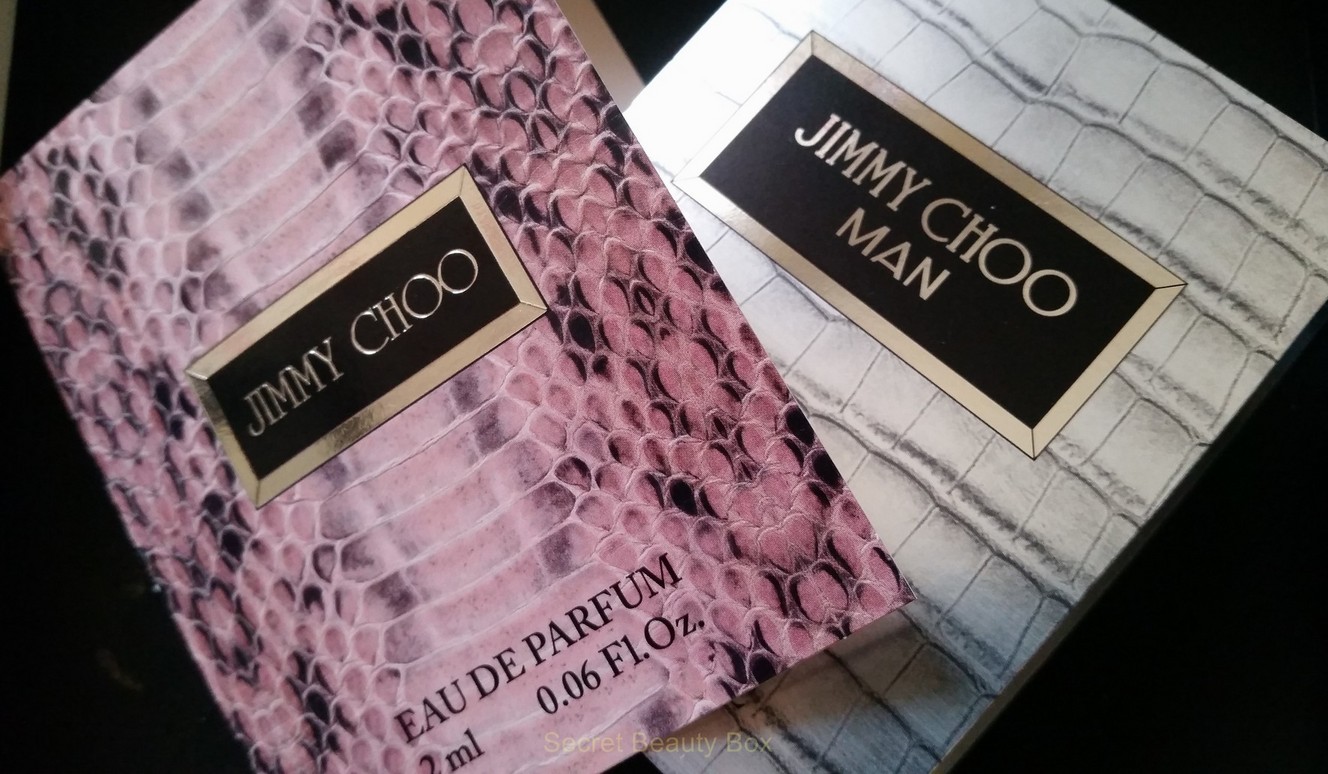 JIMMY CHOO
EAU DE PARFUM
2 ml 0.06 Fl.Oz.
JIMMY CHOO
MAN
Secret Beauty Box